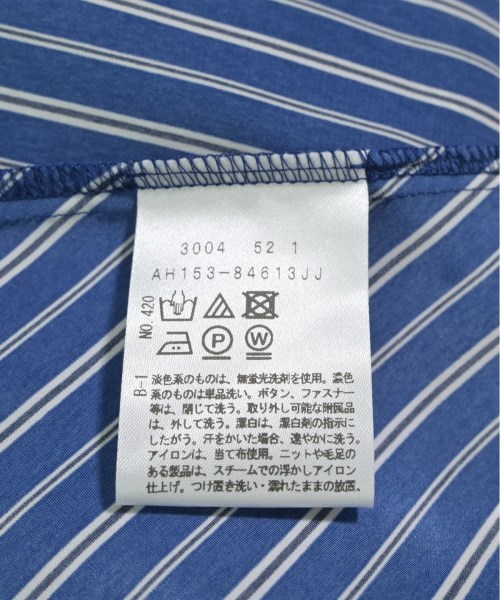 3004 52 1
AH153-84613JJ
NO.420
P W
B-1
淡色系のものは、無蛍光洗剤を使用。濃色
系のものは単品洗い。ボタン、ファスナー
等は、閉じて洗う。取り外し可能な附属品
は、外して洗う。漂白は、漂白剤の指示に
したがう。汗をかいた場合、速やかに洗う。
アイロンは、当て布使用。ニットや毛足の
ある製品は、スチームでの浮かしアイロン
仕上げ。つけ置き洗い・濡れたままの放置、